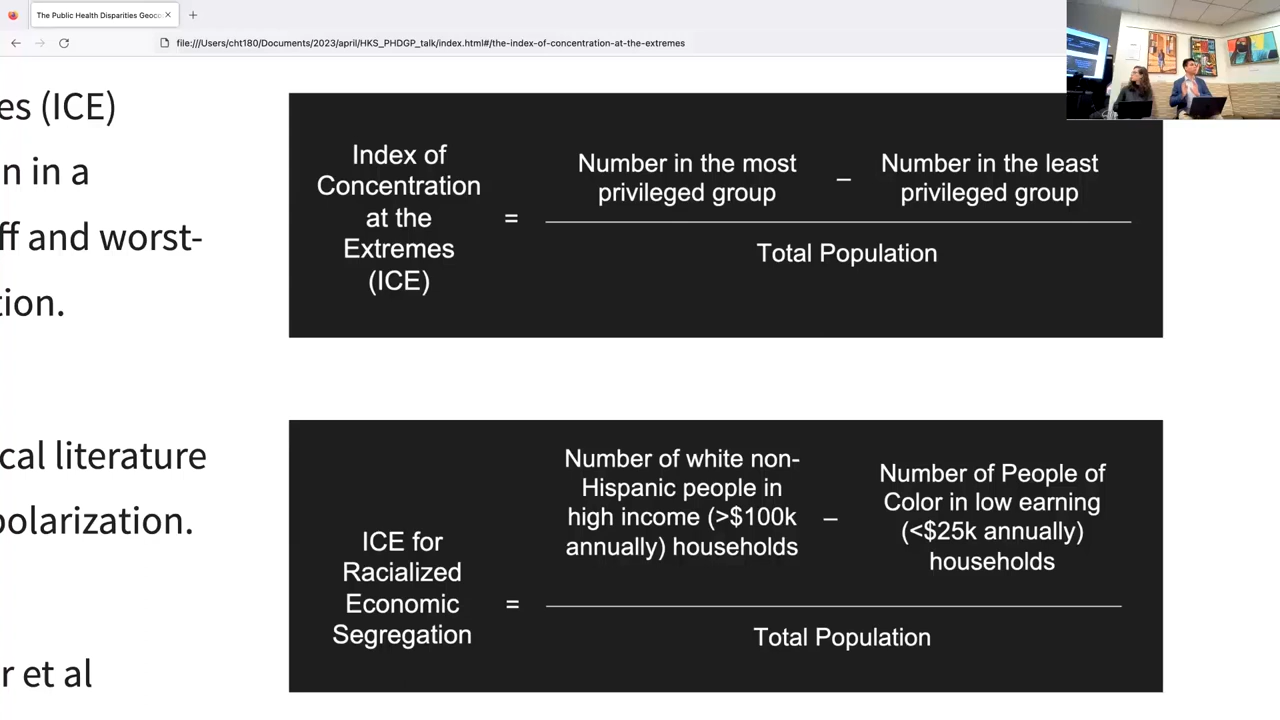 The Public Health Disparities Geoco
file:///Users/cht180/Documents/2023/april/HKS_PHDGP_talk/index.html#/the-index-of-concentration-at-the-extremes
es (ICE)
n in a
ff and worst-
tion.
cal literature
polarization.
r et al
Index of
Concentration
at the
Extremes
(ICE)
=
Number in the most
privileged group
–
Number in the least
privileged group
Total Population
ICE for
Racialized
Economic
Segregation
=
Number of white non-
Hispanic people in
high income (>$100k
annually) households
–
Number of People of
Color in low earning
(<$25k annually)
households
Total Population